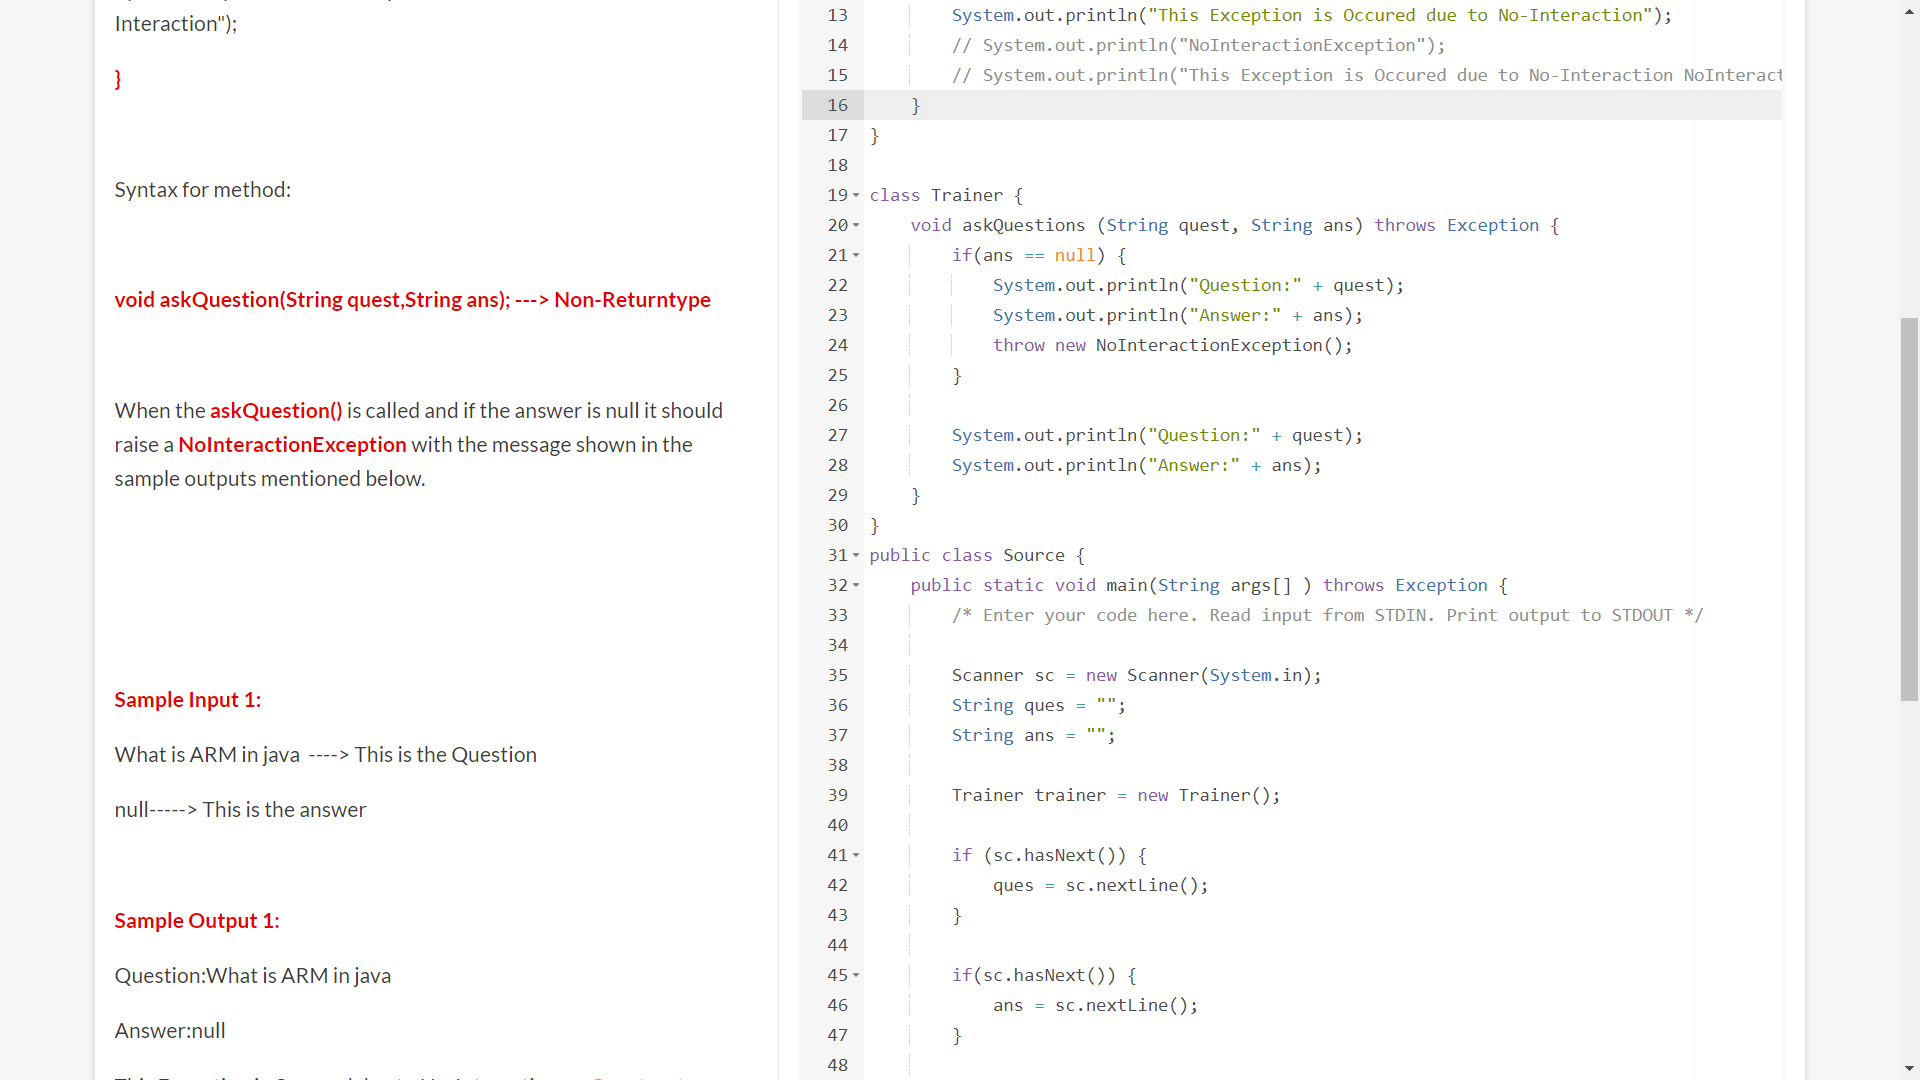 Interaction");
}
Syntax for method:
void askQuestion(String quest,String ans); ---> Non-Returntype
When the askQuestion() is called and if the answer is null it should
raise a NoInteractionException with the message shown in the
sample outputs mentioned below.
Sample Input 1:
What is ARM in java ----> This is the Question
null-----> This is the answer
Sample Output 1:
Question:What is ARM in java
Answer:null
13 System.out.println("This Exception is Occured due to No-Interaction");
14 // System.out.println("NoInteractionException");
15 // System.out.println("This Exception is Occured due to No-Interaction NoInteract
16 }
17 }
18
19 class Trainer {
20 void askQuestions (String quest, String ans) throws Exception {
21 if(ans == null) {
22 System.out.println("Question:" + quest);
23 System.out.println("Answer:" + ans);
24 throw new NoInteractionException();
25 }
26
27 System.out.println("Question:" + quest);
28 System.out.println("Answer:" + ans);
29 }
30 }
31 public class Source {
32 public static void main(String args[] ) throws Exception {
33 /* Enter your code here. Read input from STDIN. Print output to STDOUT */
34
35 Scanner sc = new Scanner(System.in);
36 String ques = "";
37 String ans = "";
38
39 Trainer trainer = new Trainer();
40
41 if (sc.hasNext()) {
42 ques = sc.nextLine();
43 }
44
45 if(sc.hasNext()) {
46 ans = sc.nextLine();
47 }
48